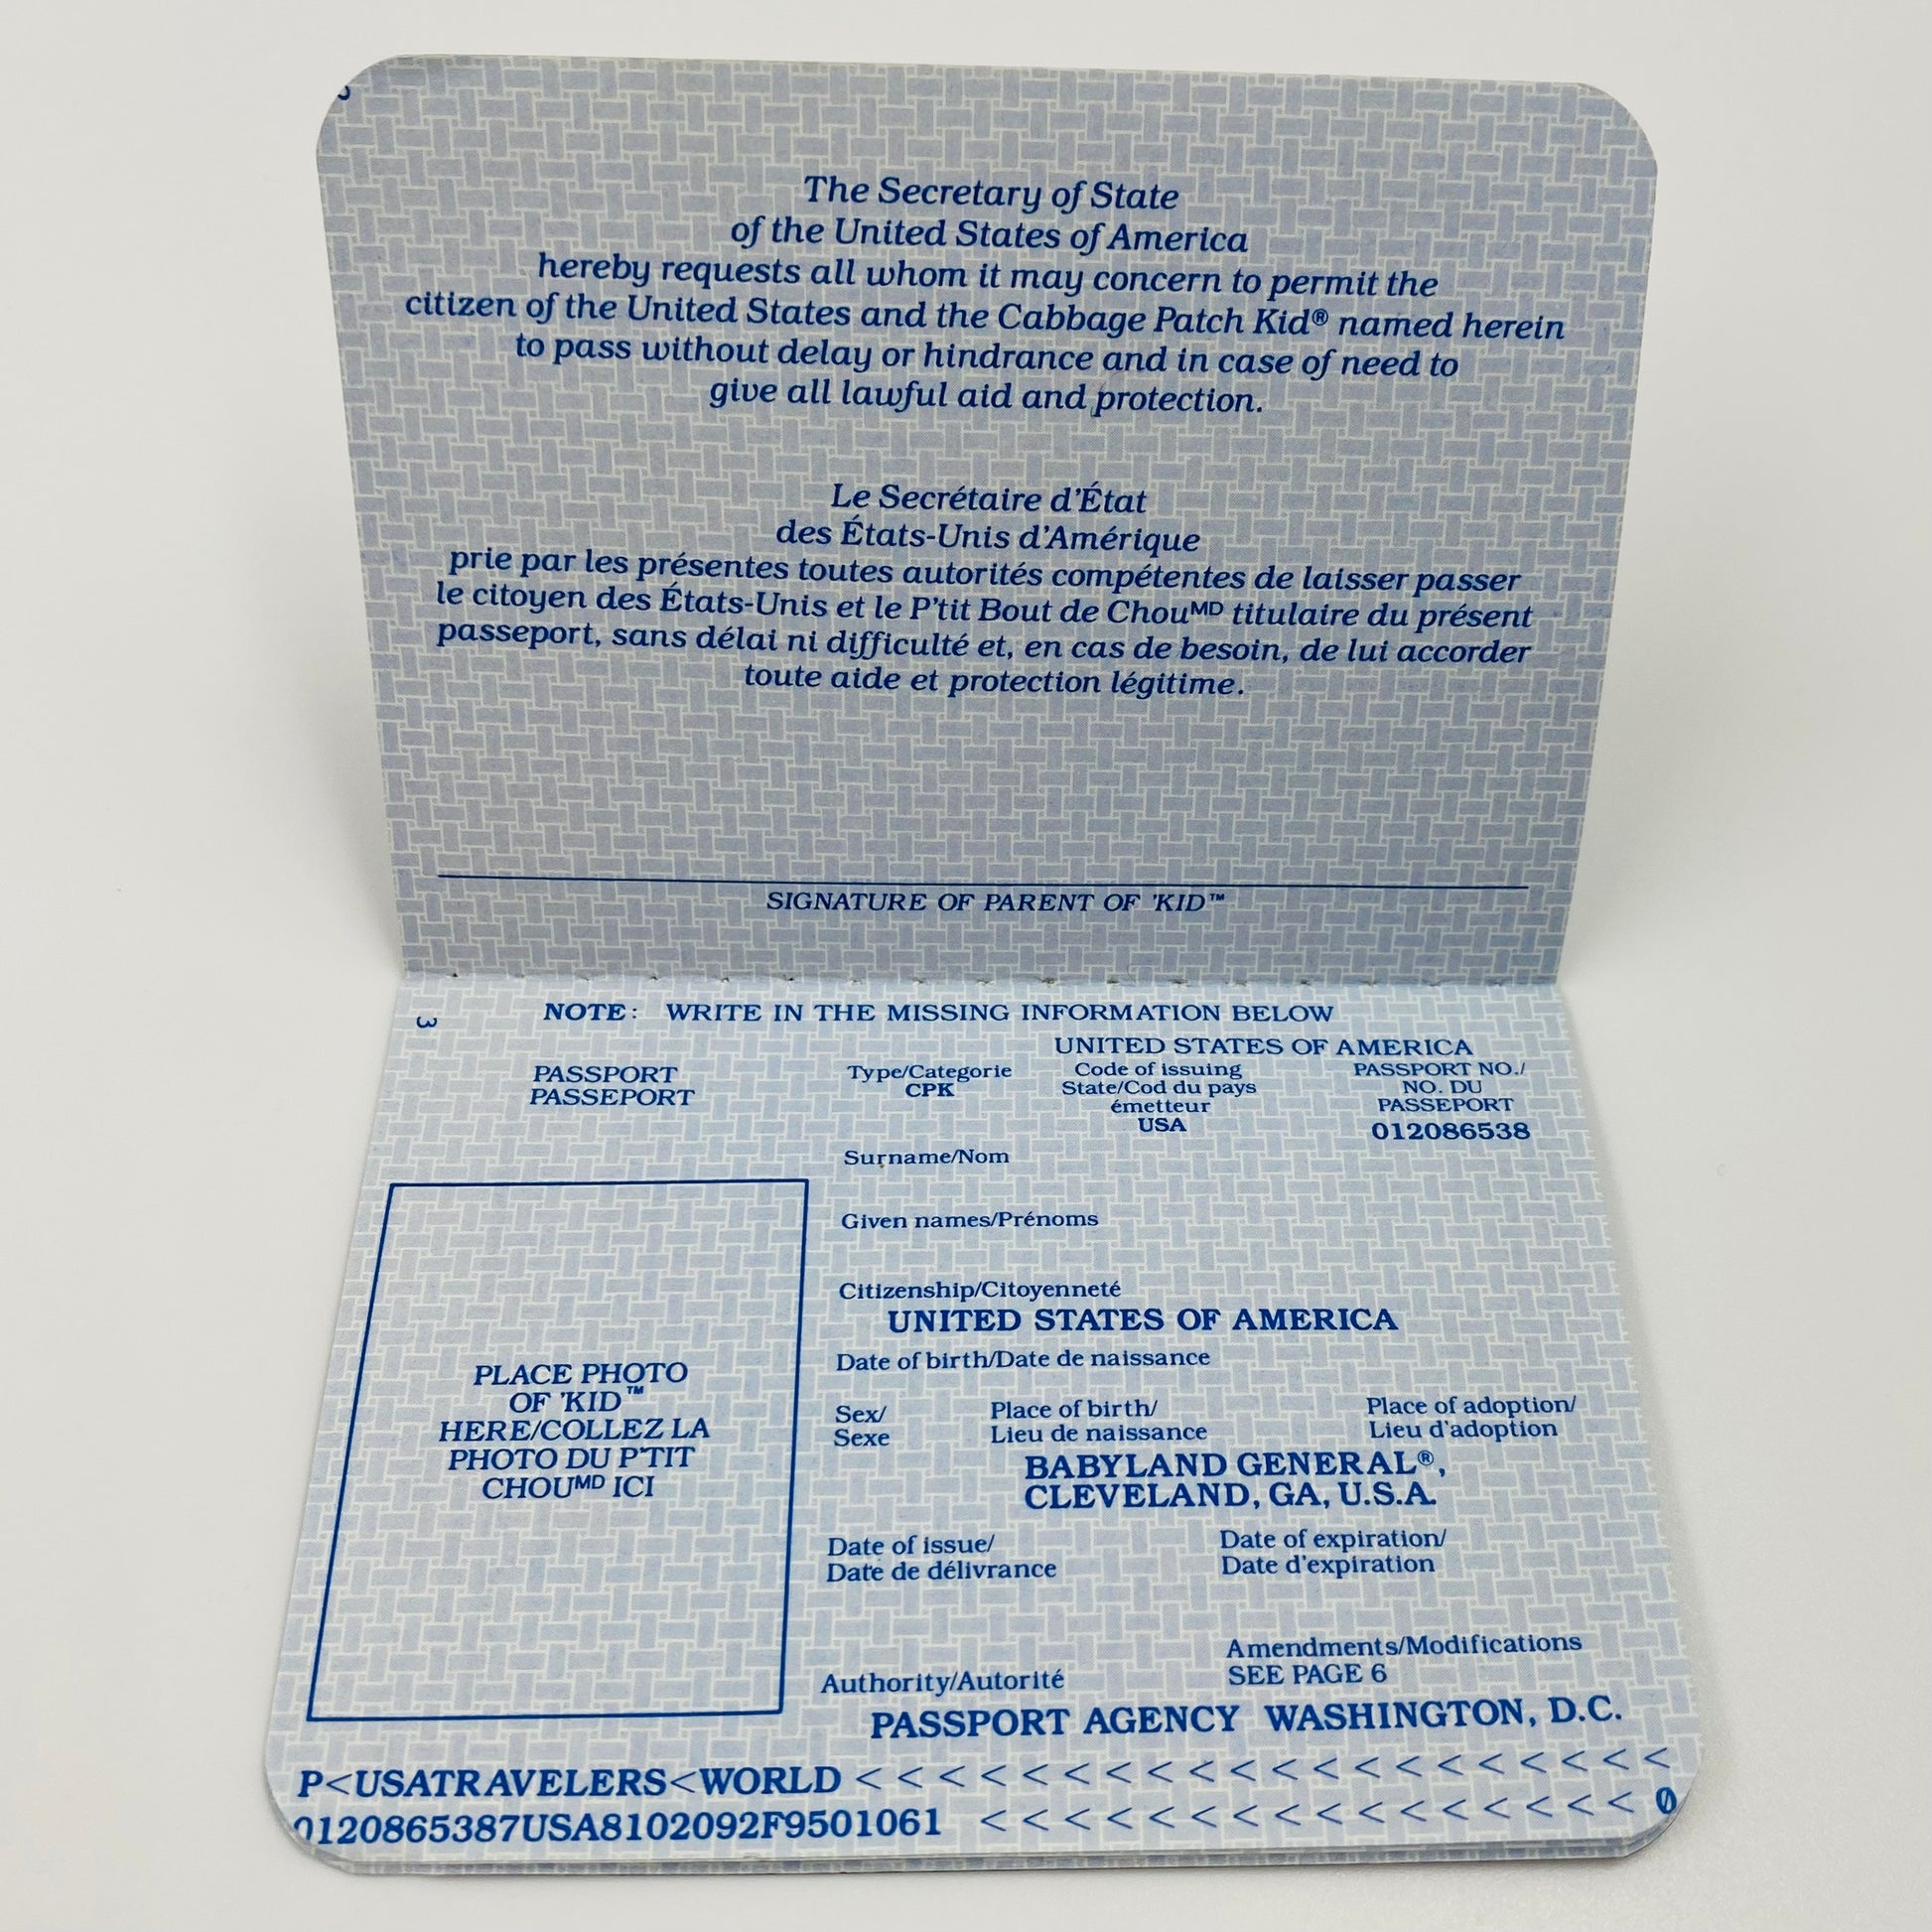 The Secretary of State
of the United States of America
hereby requests all whom it may concern to permit the
citizen of the United States and the Cabbage Patch Kid® named herein
to pass without delay or hindrance and in case of need to
give all lawful aid and protection.
Le Secrétaire d'État
des États-Unis d'Amérique
prie par les présentes toutes autorités compétentes de laisser passer
le citoyen des États-Unis et le P'tit Bout de Chou MD titulaire du présent
passeport, sans délai ni difficulté et, en cas de besoin, de lui accorder
toute aide et protection légitime.
SIGNATURE OF PARENT OF 'KID™
3
NOTE: WRITE IN THE MISSING INFORMATION BELOW
UNITED STATES OF AMERICA
PASSPORT
PASSEPORT
Type/Categorie
CPK
Code of issuing
State/Cod du pays
émetteur
USA
PASSPORT NO./
NO. DU
PASSEPORT
012086538
Surname/Nom
Given names/Prénoms
Citizenship/Citoyenneté
UNITED STATES OF AMERICA
Date of birth/Date de naissance
Sex/
Sexe
Place of birth/
Lieu de naissance
Place of adoption/
Lieu d'adoption
BABYLAND GENERAL®,
CLEVELAND, GA, U.S.A.
Date of issue/
Date de délivrance
Date of expiration/
Date d'expiration
Authority/Autorité
Amendments/Modifications
SEE PAGE 6
PASSPORT AGENCY WASHINGTON, D.C.
PLACE PHOTO
OF 'KID™
HERE/COLLEZ LA
PHOTO DU P'TIT
CHOU MD ICI
P<USATRAVELERS<WORLD <<<<<<<<<<<<<<<<<<<<
0120865387USA8102092F9501061 <<<<<<<<<<<<<<<< 0